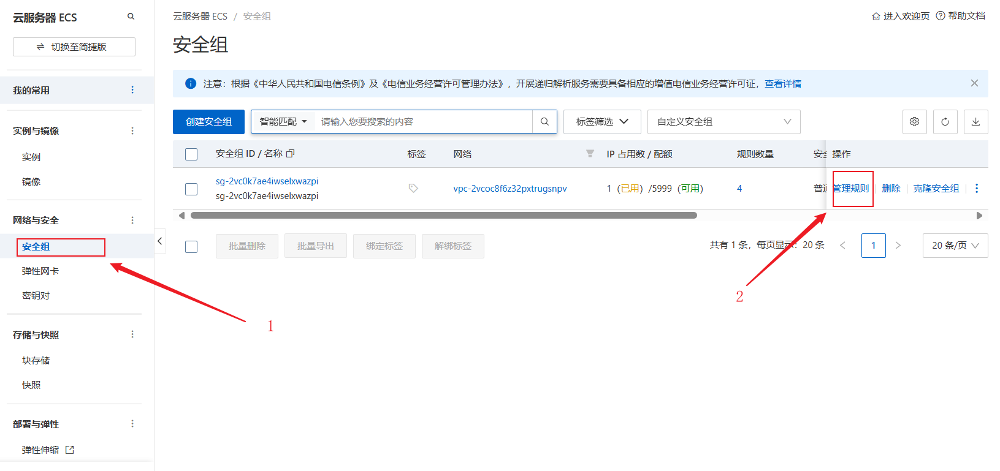 云服务器 ECS
切换至简捷版
我的常用
实例与镜像
实例
镜像
网络与安全
安全组
弹性网卡
密钥对
存储与快照
块存储
快照
部署与弹性
弹性伸缩
云服务器 ECS / 安全组
进入欢迎页 帮助文档
安全组
注意：根据《中华人民共和国电信条例》及《电信业务经营许可管理办法》，开展递归解析服务需要具备相应的增值电信业务经营许可证，查看详情
创建安全组 智能匹配 请输入您要搜索的内容 标签筛选 自定义安全组
安全组 ID / 名称 标签 网络 IP 占用数 / 配额 规则数量 安全 操作
sg-2vc0k7ae4iwselxwazpi vpc-2vcoc8f6z32pxtrugsnpv 1（已用）/5999（可用） 4 普通 管理规则 删除 克隆安全组
sg-2vc0k7ae4iwselxwazpi
批量删除 批量导出 绑定标签 解绑标签 共有 1 条，每页显示：20 条 1 20 条/页
1
2